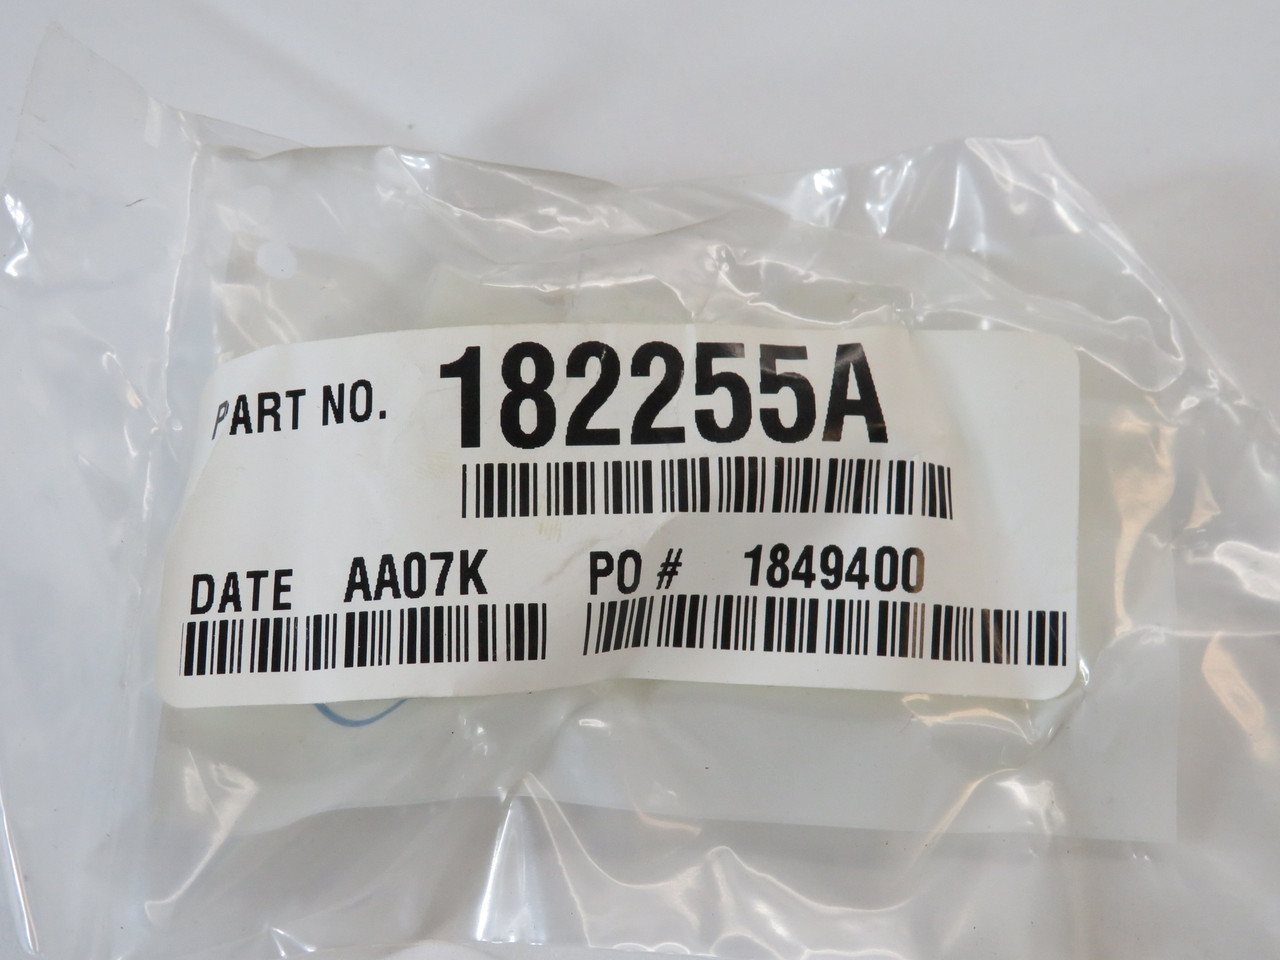 PART NO. 182255A
DATE AA07K PO # 1849400